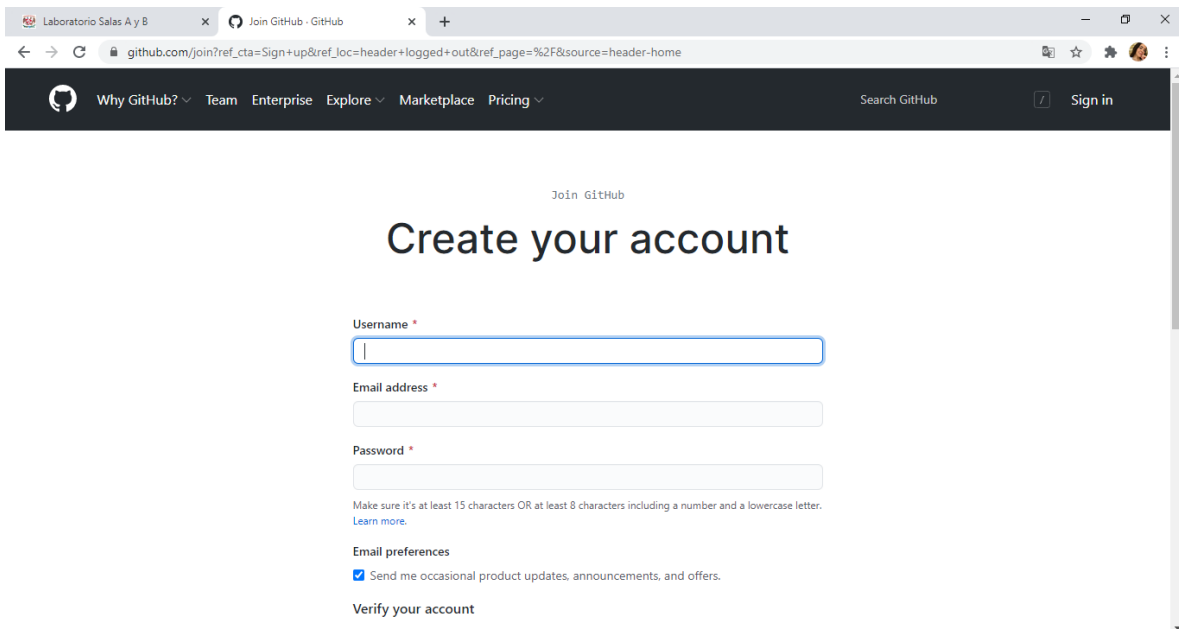 Laboratorio Salas A y B
Join GitHub · GitHub
github.com/join?ref_cta=Sign+up&ref_loc=header+logged+out&ref_page=%2F&source=header-home
Why GitHub? Team Enterprise Explore Marketplace Pricing Search GitHub / Sign in
Join GitHub
Create your account
Username *
Email address *
Password *
Make sure it's at least 15 characters OR at least 8 characters including a number and a lowercase letter.
Learn more.
Email preferences
Send me occasional product updates, announcements, and offers.
Verify your account